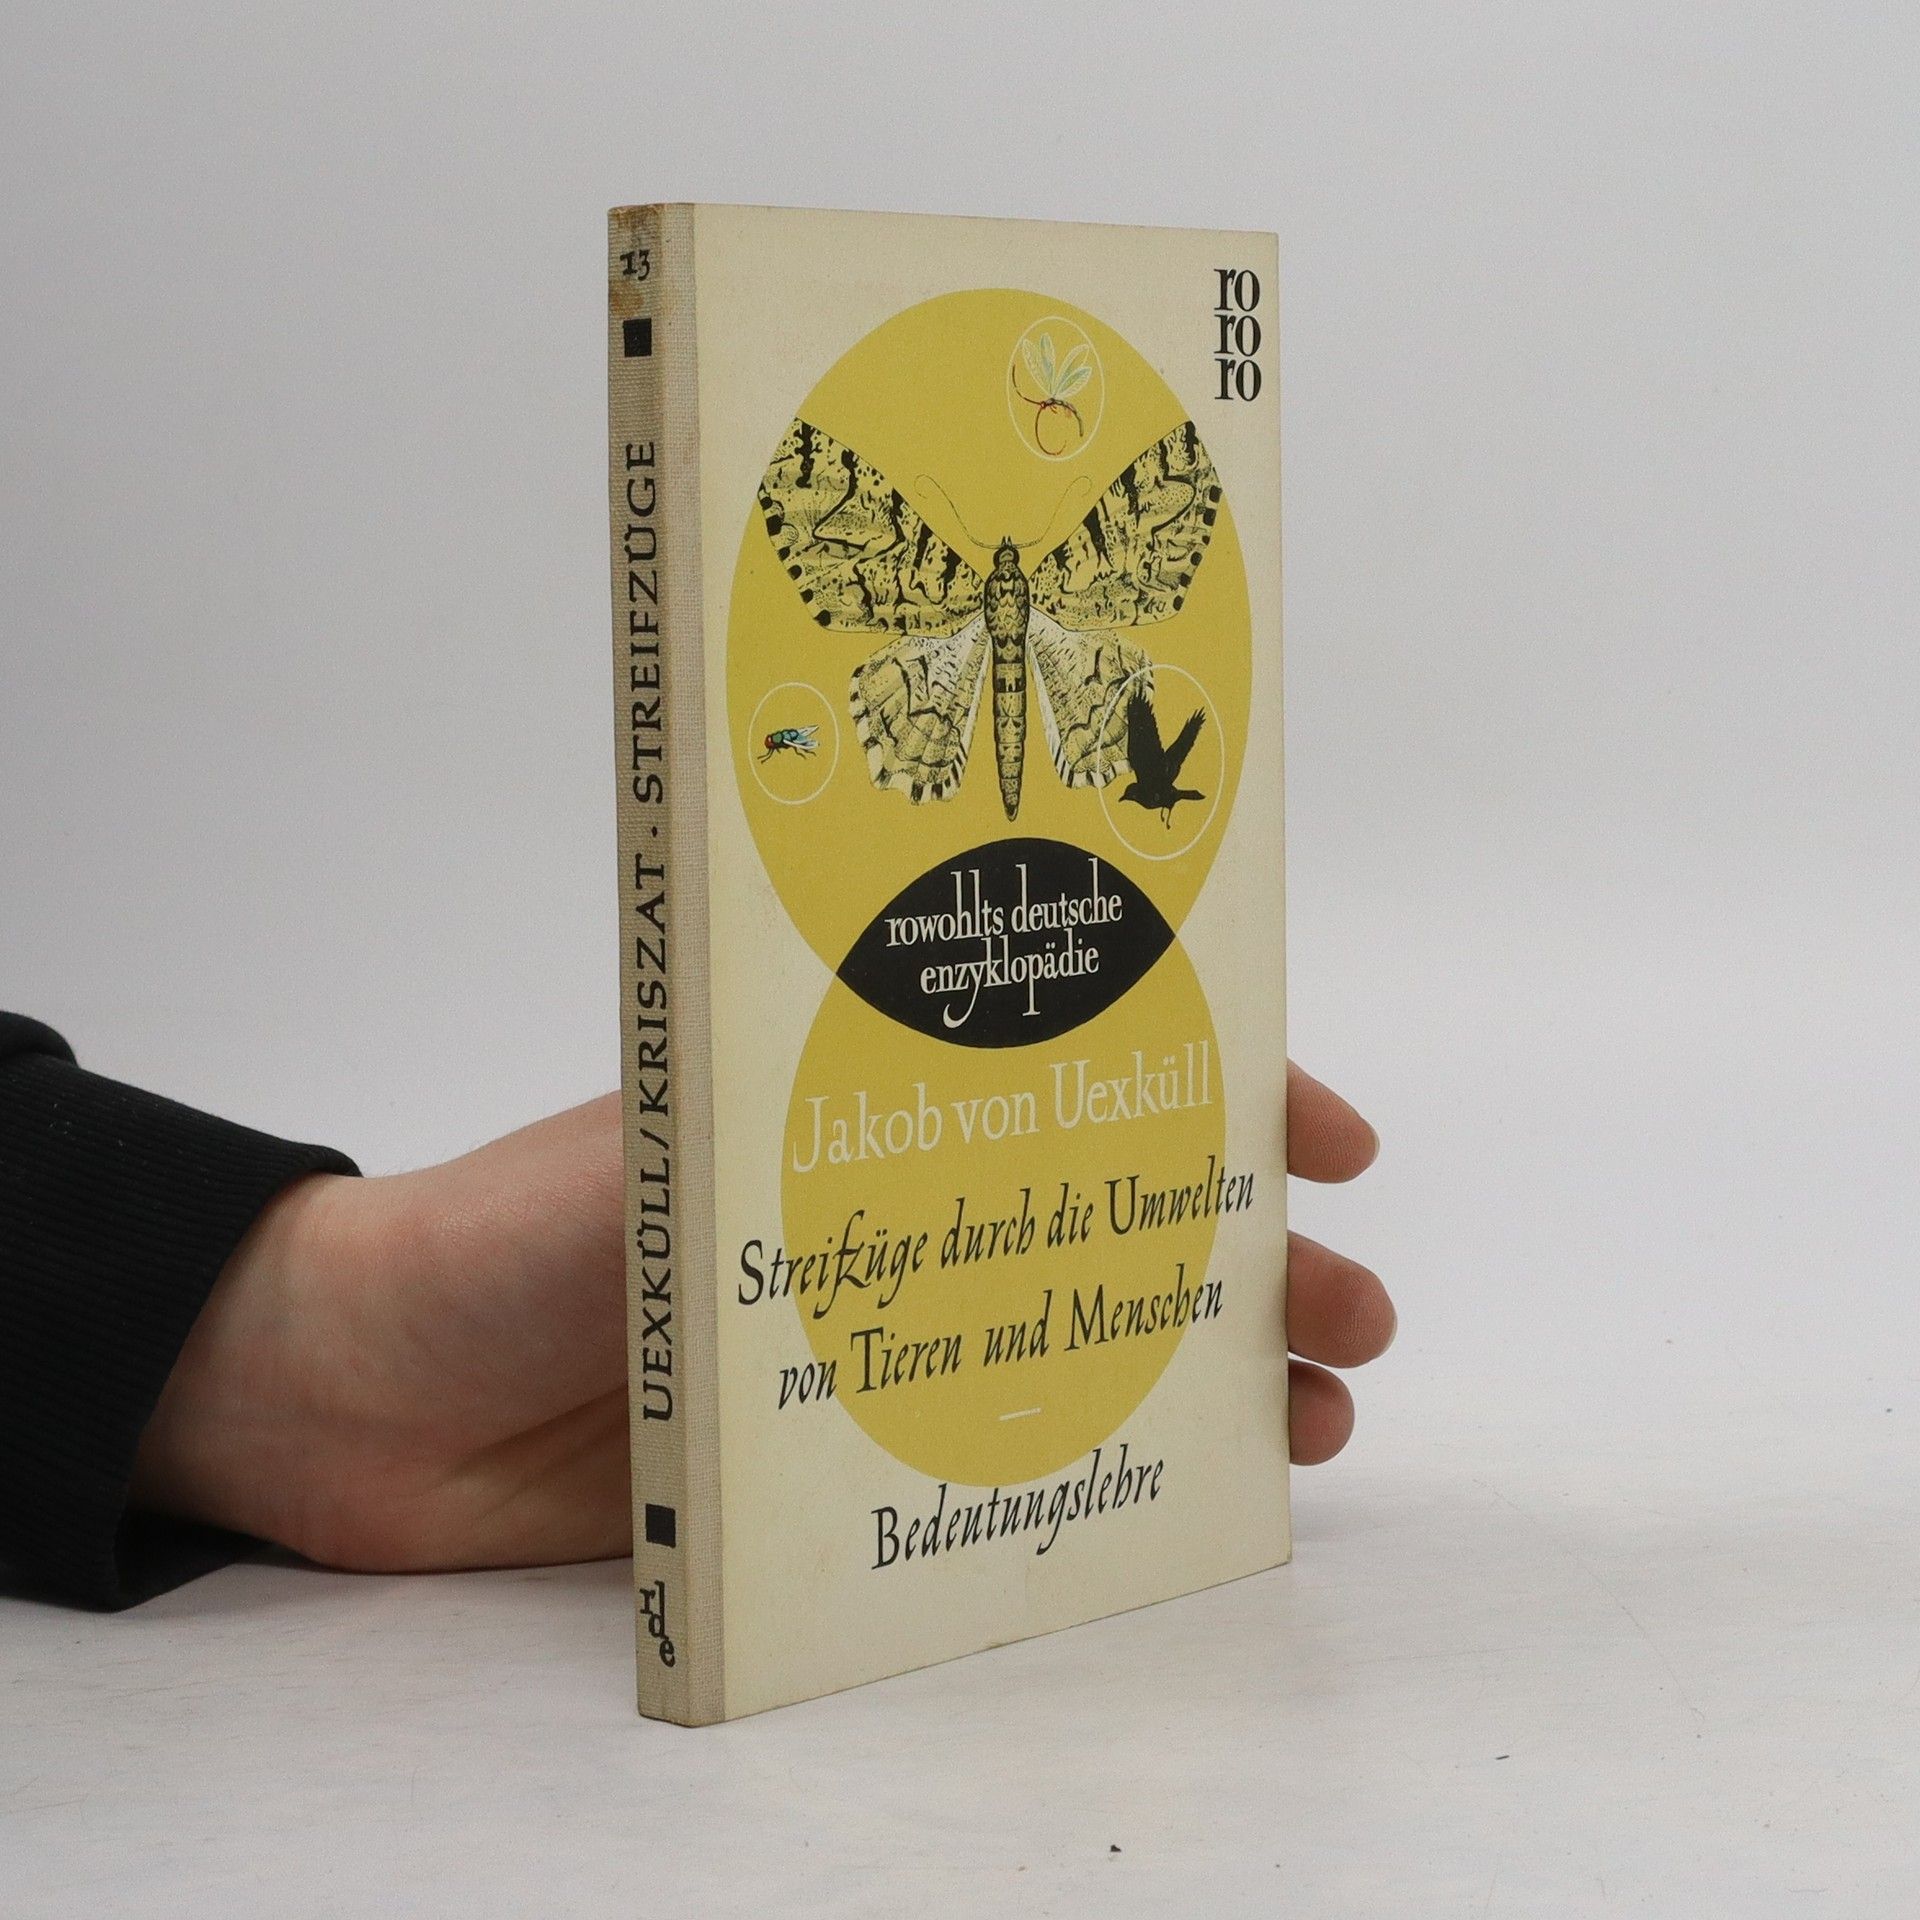 13
UEXKÜLL/KRISZAT · STREIFZÜGE
rde
ro
ro
ro
rowohlts deutsche
enzyklopädie
Jakob von Uexküll
Streifzüge durch die Umwelten
von Tieren und Menschen
—
Bedeutungslehre